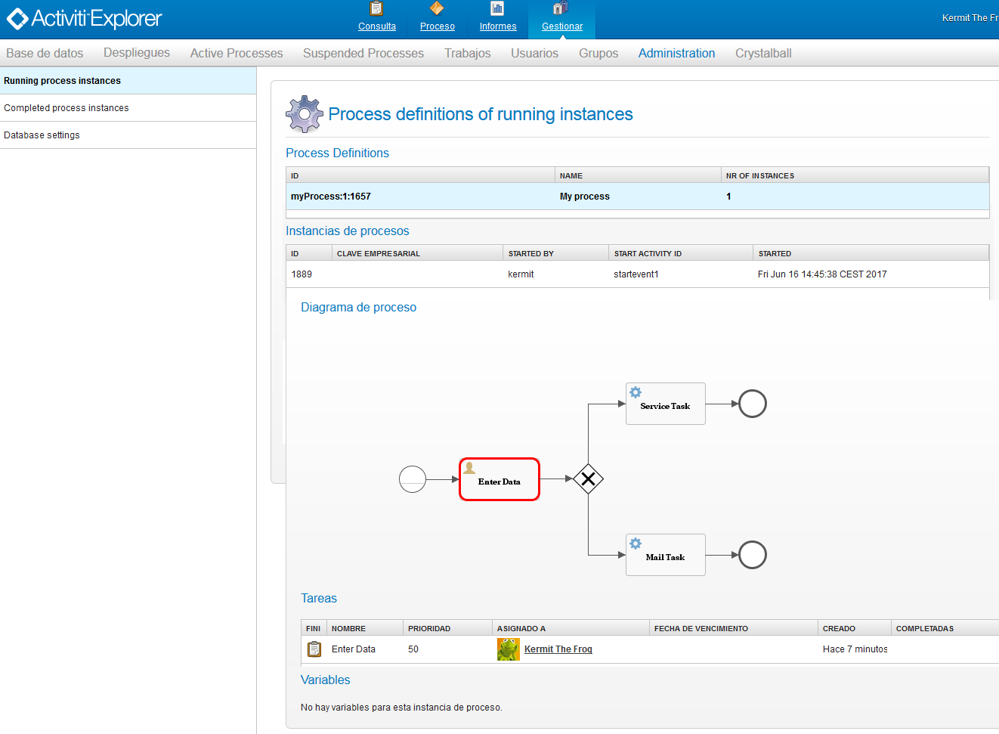 Activiti Explorer
Consulta Proceso Informes Gestionar
Kermit The Fr
Base de datos Despliegues Active Processes Suspended Processes Trabajos Usuarios Grupos Administration Crystalball
Running process instances
Completed process instances
Database settings
Process definitions of running instances
Process Definitions
ID NAME NR OF INSTANCES
myProcess:1:1657 My process 1
Instancias de procesos
ID CLAVE EMPRESARIAL STARTED BY START ACTIVITY ID STARTED
1889 kermit startevent1 Fri Jun 16 14:45:38 CEST 2017
Diagrama de proceso
Service Task
Enter Data
Mail Task
Tareas
FINI NOMBRE PRIORIDAD ASIGNADO A FECHA DE VENCIMIENTO CREADO COMPLETADAS
Enter Data 50 Kermit The Frog Hace 7 minutos
Variables
No hay variables para esta instancia de proceso.